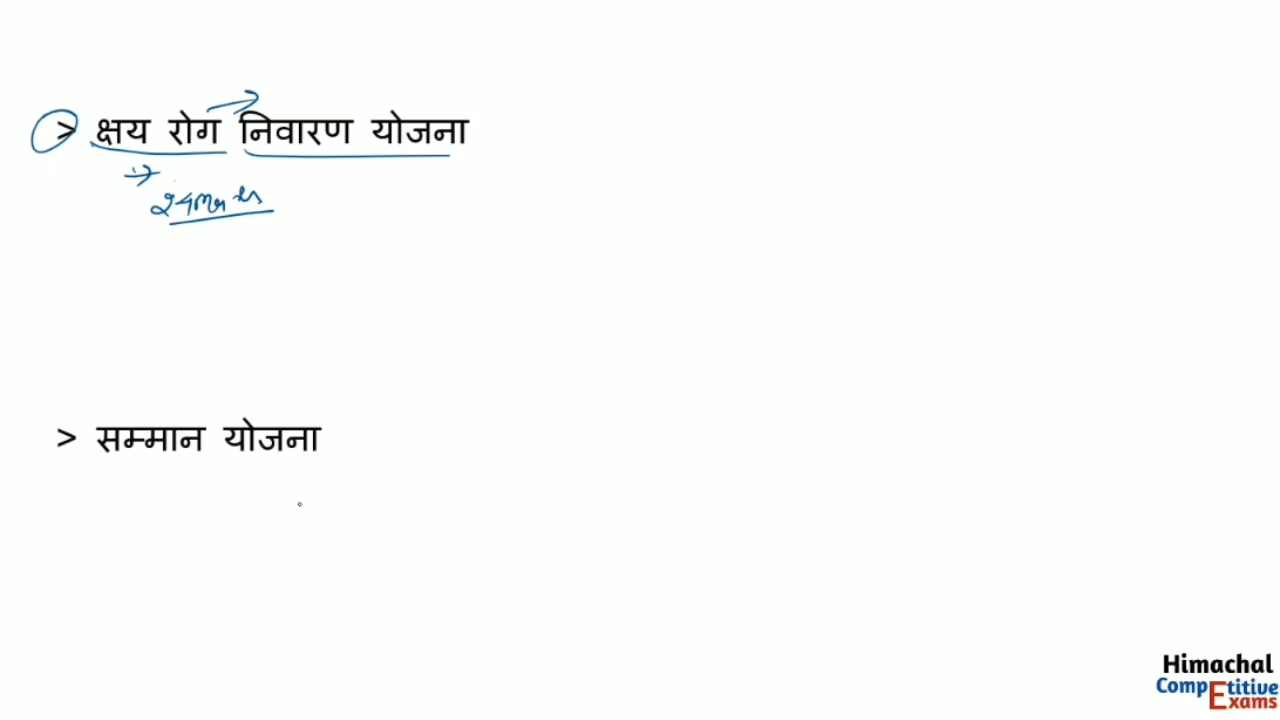 > क्षय रोग निवारण योजना
> सम्मान योजना
Himachal
Competitive
Exams